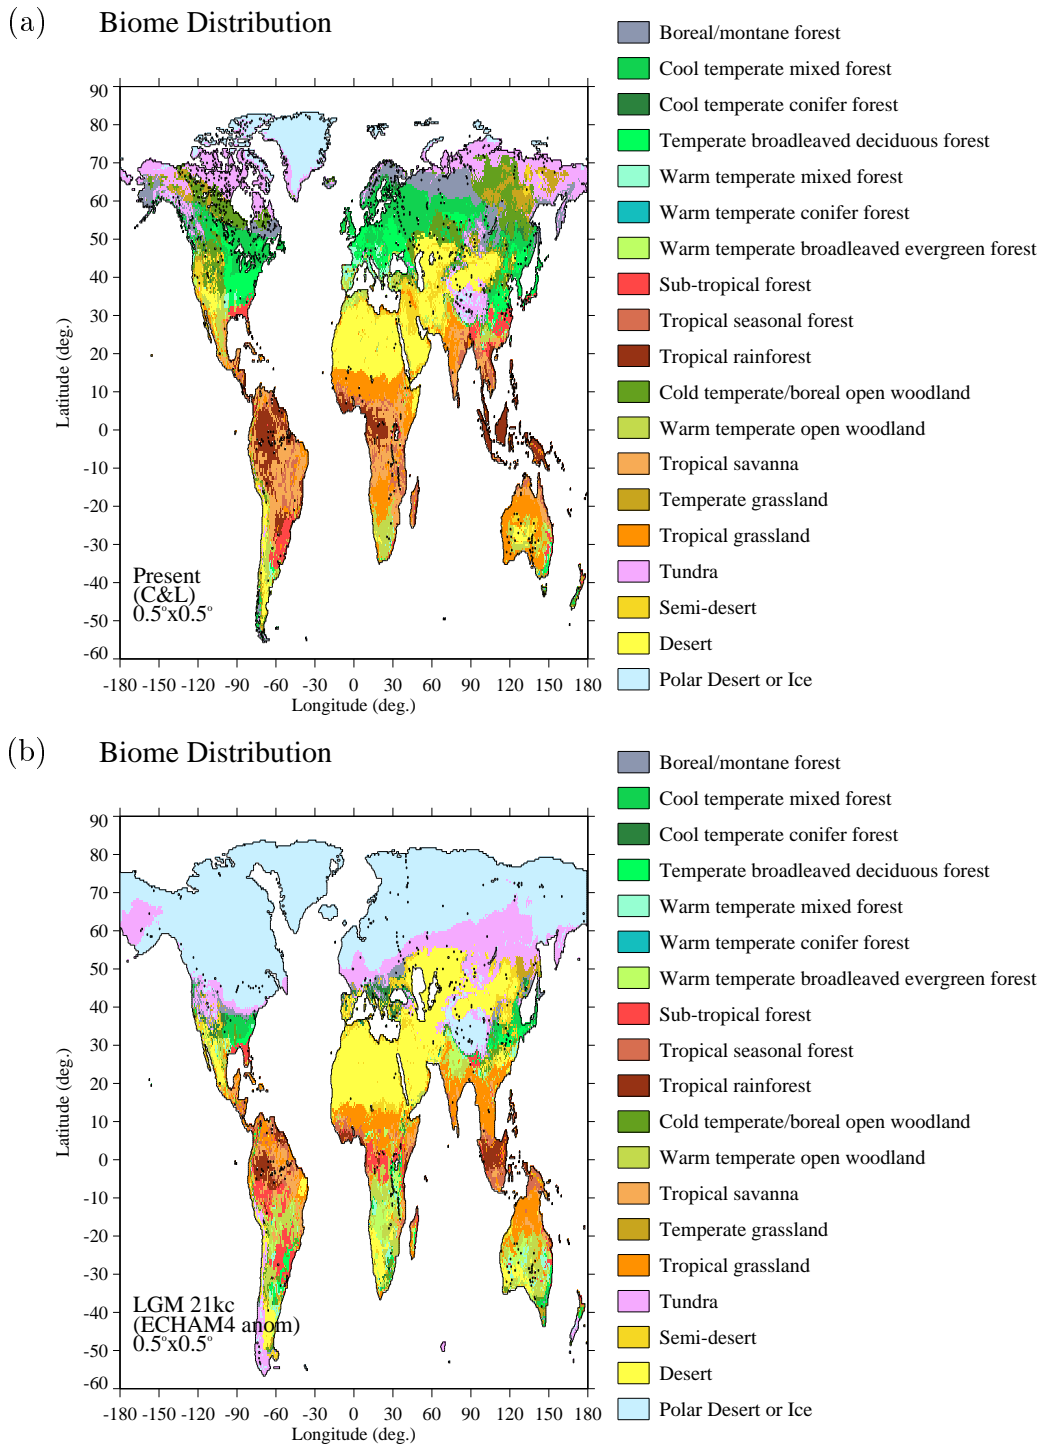 (a)
Biome Distribution
Boreal/montane forest
Cool temperate mixed forest
Cool temperate conifer forest
Temperate broadleaved deciduous forest
Warm temperate mixed forest
Warm temperate conifer forest
Warm temperate broadleaved evergreen forest
Sub-tropical forest
Tropical seasonal forest
Tropical rainforest
Cold temperate/boreal open woodland
Warm temperate open woodland
Tropical savanna
Temperate grassland
Tropical grassland
Tundra
Semi-desert
Desert
Polar Desert or Ice
90
80
70
60
50
40
30
20
10
0
-10
-20
-30
-40
-50
-60
Latitude (deg.)
Present
(C&L)
0.5°x0.5°
-180 -150 -120 -90 -60 -30 0 30 60 90 120 150 180
Longitude (deg.)
(b)
Biome Distribution
Boreal/montane forest
Cool temperate mixed forest
Cool temperate conifer forest
Temperate broadleaved deciduous forest
Warm temperate mixed forest
Warm temperate conifer forest
Warm temperate broadleaved evergreen forest
Sub-tropical forest
Tropical seasonal forest
Tropical rainforest
Cold temperate/boreal open woodland
Warm temperate open woodland
Tropical savanna
Temperate grassland
Tropical grassland
Tundra
Semi-desert
Desert
Polar Desert or Ice
90
80
70
60
50
40
30
20
10
0
-10
-20
-30
-40
-50
-60
Latitude (deg.)
LGM 21kc
(ECHAM4 anom)
0.5°x0.5°
-180 -150 -120 -90 -60 -30 0 30 60 90 120 150 180
Longitude (deg.)